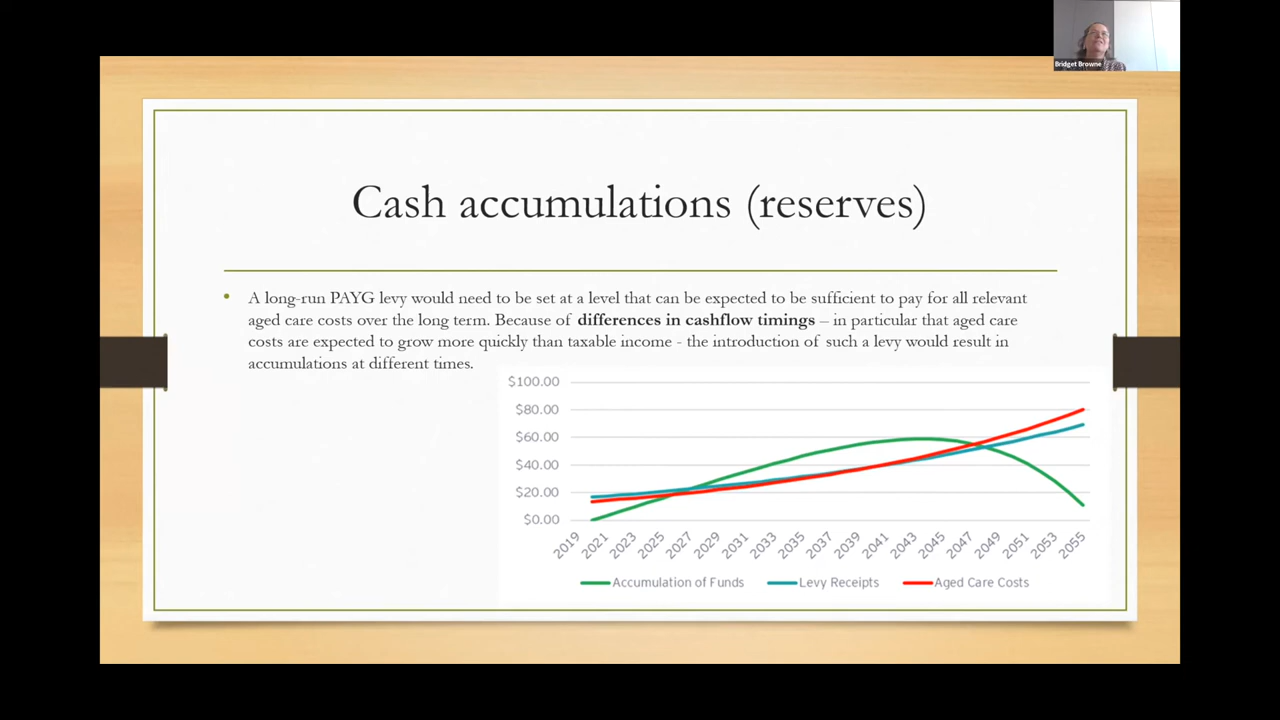 Bridget Browne
Cash accumulations (reserves)
• A long-run PAYG levy would need to be set at a level that can be expected to be sufficient to pay for all relevant
aged care costs over the long term. Because of differences in cashflow timings – in particular that aged care
costs are expected to grow more quickly than taxable income - the introduction of such a levy would result in
accumulations at different times.
$100.00
$80.00
$60.00
$40.00
$20.00
$0.00
2019 2021 2023 2025 2027 2029 2031 2033 2035 2037 2039 2041 2043 2045 2047 2049 2051 2053 2055
Accumulation of Funds Levy Receipts Aged Care Costs